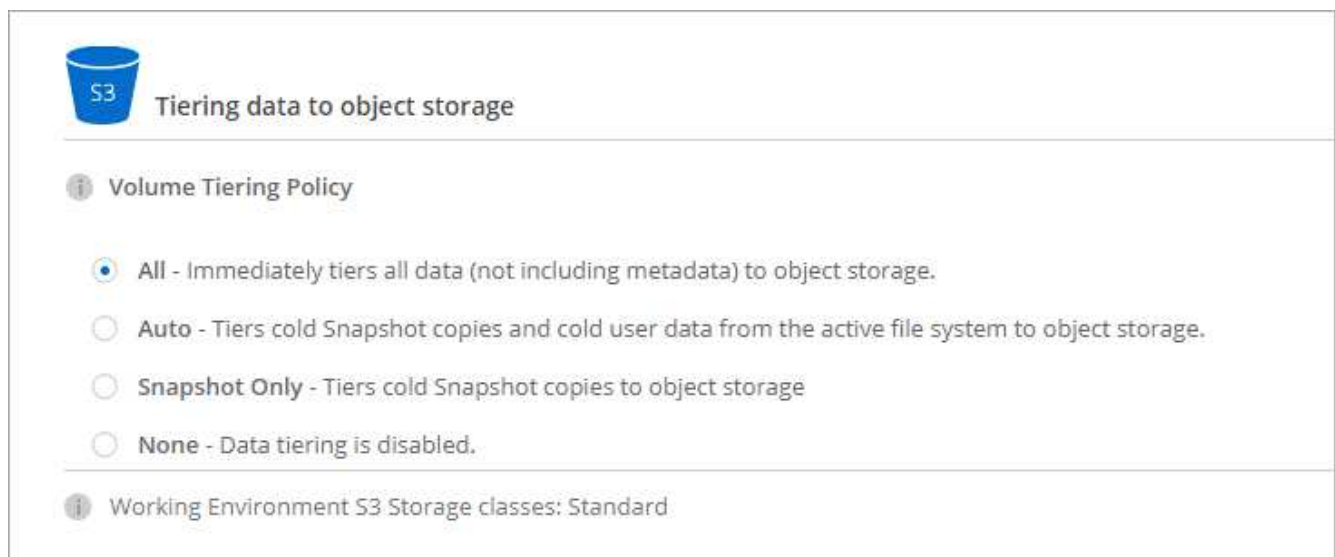 S3
Tiering data to object storage
Volume Tiering Policy
All - Immediately tiers all data (not including metadata) to object storage.
Auto - Tiers cold Snapshot copies and cold user data from the active file system to object storage.
Snapshot Only - Tiers cold Snapshot copies to object storage
None - Data tiering is disabled.
Working Environment S3 Storage classes: Standard